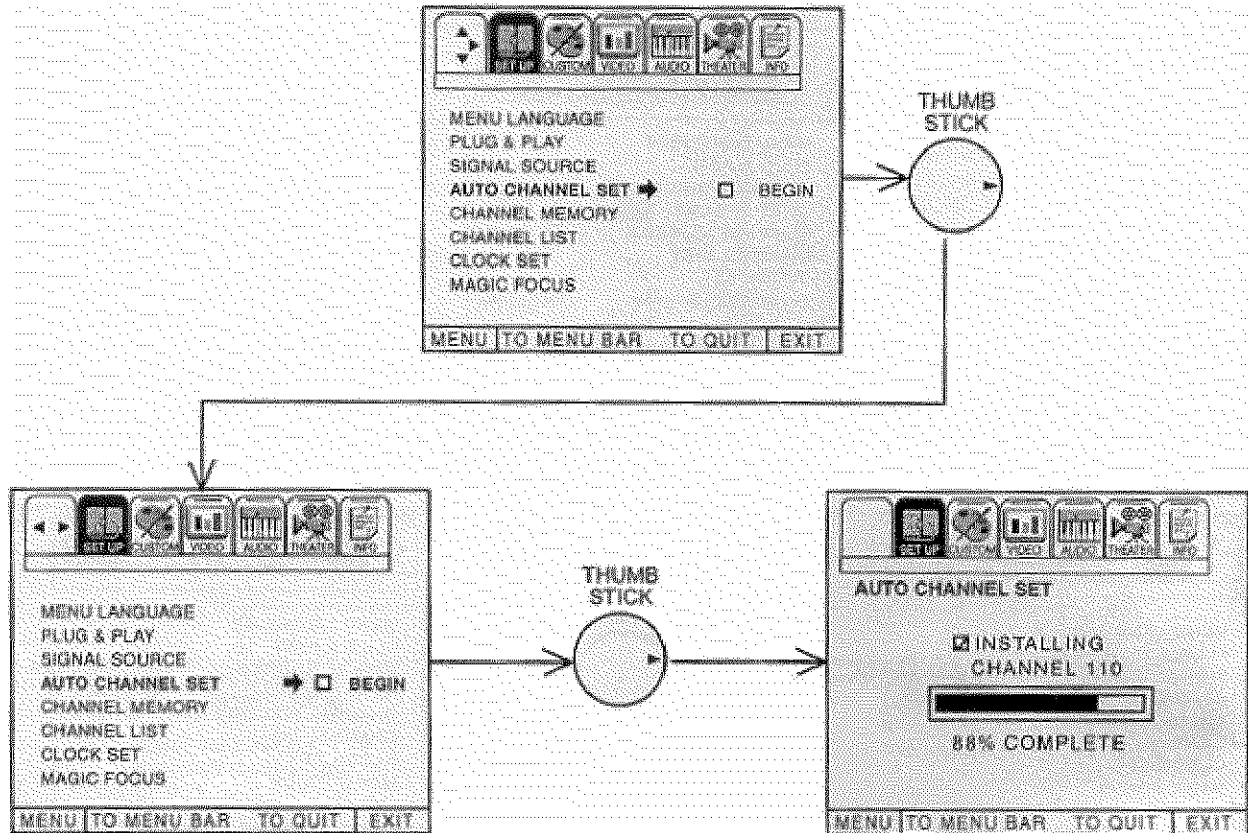 SET UP CUSTOM VIDEO AUDIO THEATER INFO
MENU LANGUAGE
PLUG & PLAY
SIGNAL SOURCE
AUTO CHANNEL SET BEGIN
CHANNEL MEMORY
CHANNEL LIST
CLOCK SET
MAGIC FOCUS
MENU TO MENU BAR TO QUIT EXIT
THUMB
STICK
SET UP CUSTOM VIDEO AUDIO THEATER INFO
MENU LANGUAGE
PLUG & PLAY
SIGNAL SOURCE
AUTO CHANNEL SET BEGIN
CHANNEL MEMORY
CHANNEL LIST
CLOCK SET
MAGIC FOCUS
MENU TO MENU BAR TO QUIT EXIT
THUMB
STICK
SET UP CUSTOM VIDEO AUDIO THEATER INFO
AUTO CHANNEL SET
INSTALLING
CHANNEL 110
88% COMPLETE
MENU TO MENU BAR TO QUIT EXIT